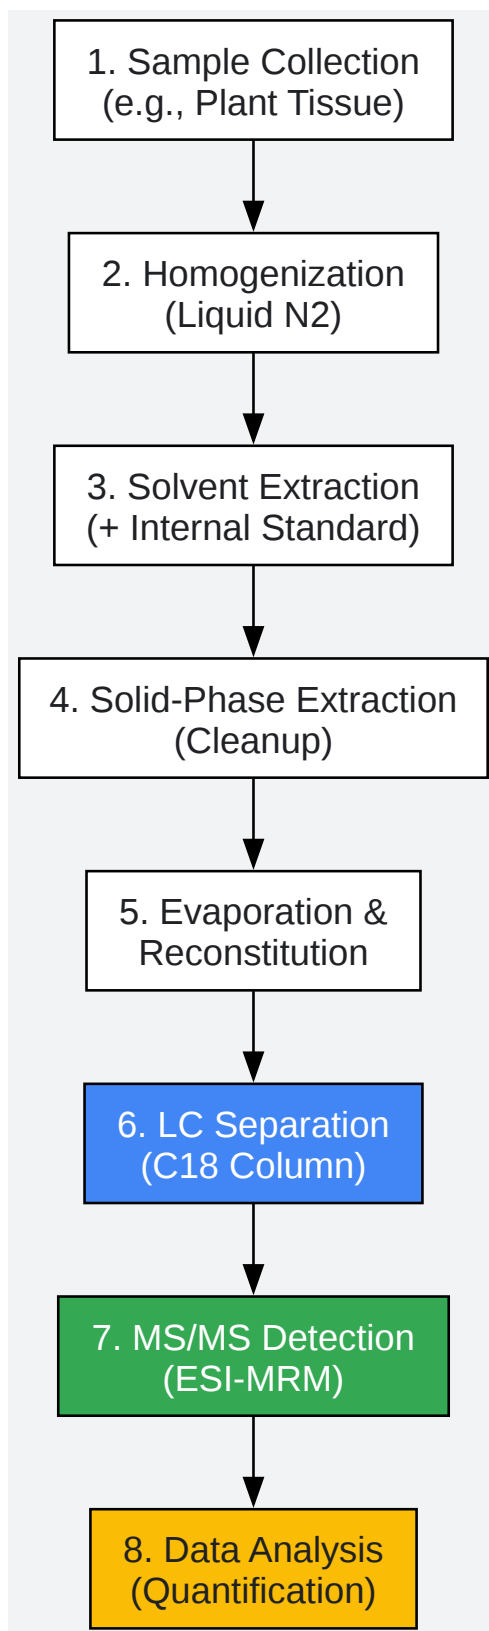 1. Sample Collection
(e.g., Plant Tissue)
2. Homogenization
(Liquid N2)
3. Solvent Extraction
(+ Internal Standard)
4. Solid-Phase Extraction
(Cleanup)
5. Evaporation &
Reconstitution
6. LC Separation
(C18 Column)
7. MS/MS Detection
(ESI-MRM)
8. Data Analysis
(Quantification)